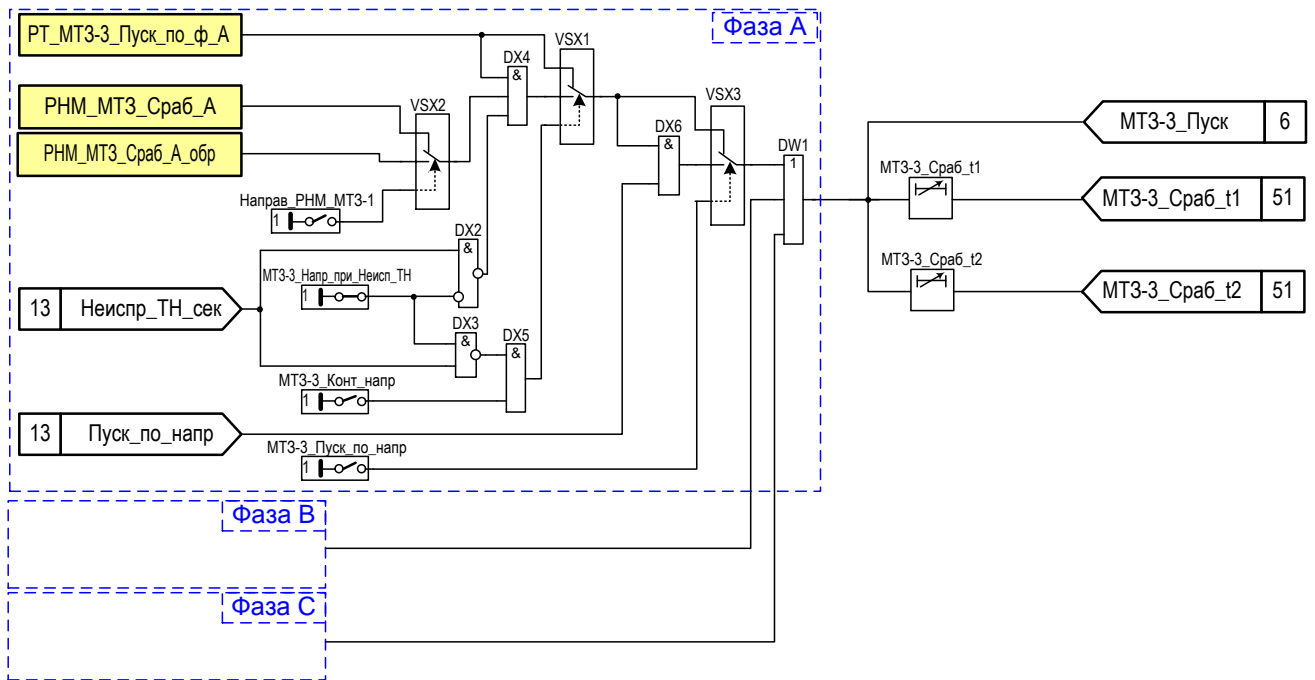 Фаза А
РТ_МТЗ-3_Пуск_по_ф_А
VSX1
DX4
&
VSX3
РНМ_МТЗ_Сраб_А
VSX2
МТЗ-3_Пуск
6
DX6
&
РНМ_МТЗ_Сраб_А_обр
DW1
1
МТЗ-3_Сраб_t1
Направ_РНМ_МТЗ-1
1
МТЗ-3_Сраб_t1
51
DX2
&
МТЗ-3_Сраб_t2
МТЗ-3_Напр_при_Неисп_ТН
1
МТЗ-3_Сраб_t2
51
13
Неиспр_ТН_сек
DX3
&
DX5
&
МТЗ-3_Конт_напр
1
13
Пуск_по_напр
МТЗ-3_Пуск_по_напр
1
Фаза В
Фаза С